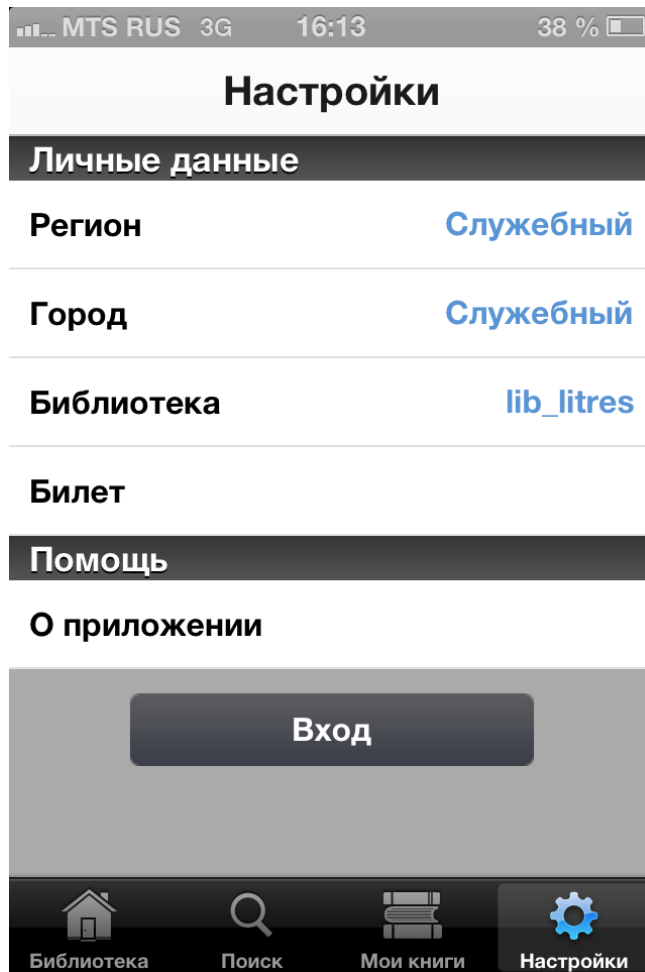 MTS RUS 3G 16:13 38 %
Настройки
Личные данные
Регион Служебный
Город Служебный
Библиотека lib_litres
Билет
Помощь
О приложении
Вход
Библиотека Поиск Мои книги Настройки